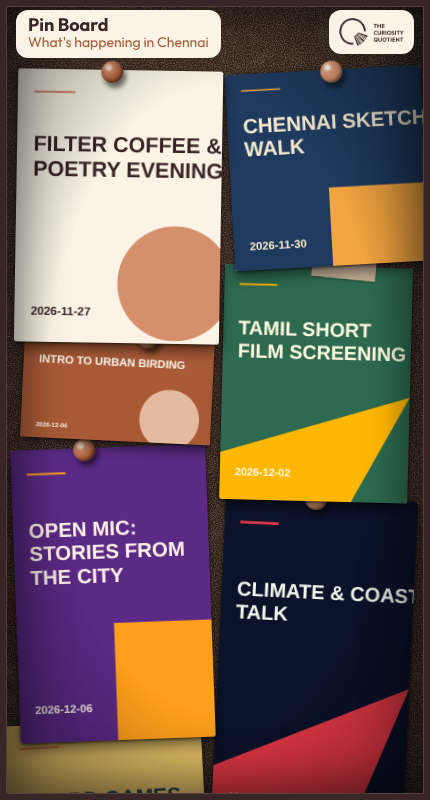 Pin Board
What's happening in Chennai
THE
CURIOSITY
QUOTIENT
FILTER COFFEE &
POETRY EVENING
2026-11-27
CHENNAI SKETCH
WALK
2026-11-30
INTRO TO URBAN BIRDING
2026-12-04
TAMIL SHORT
FILM SCREENING
2026-12-02
OPEN MIC:
STORIES FROM
THE CITY
2026-12-06
CLIMATE & COAST
TALK
GAMES